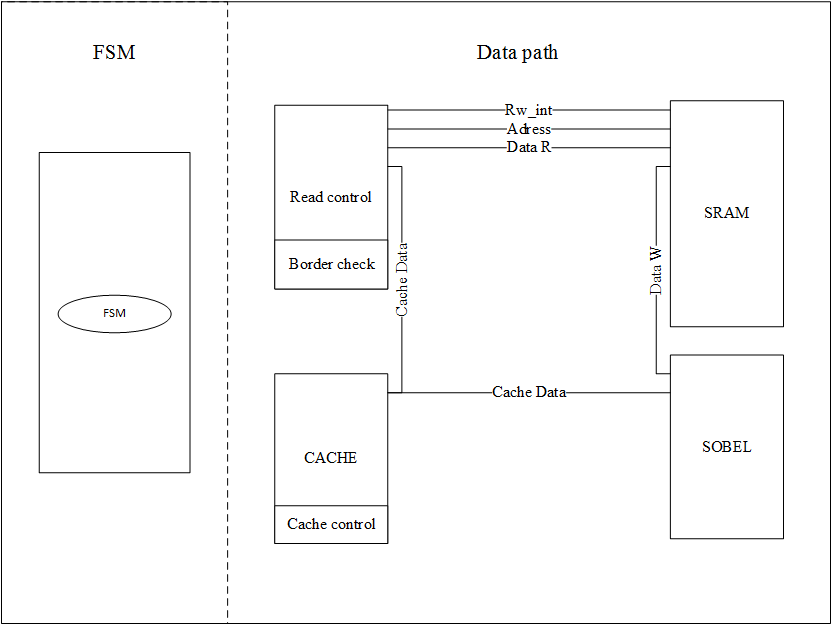 FSM
Data path
Rw_int
Adress
Data R
Read control
SRAM
Border check
Cache Data
Data W
FSM
Cache Data
CACHE
SOBEL
Cache control